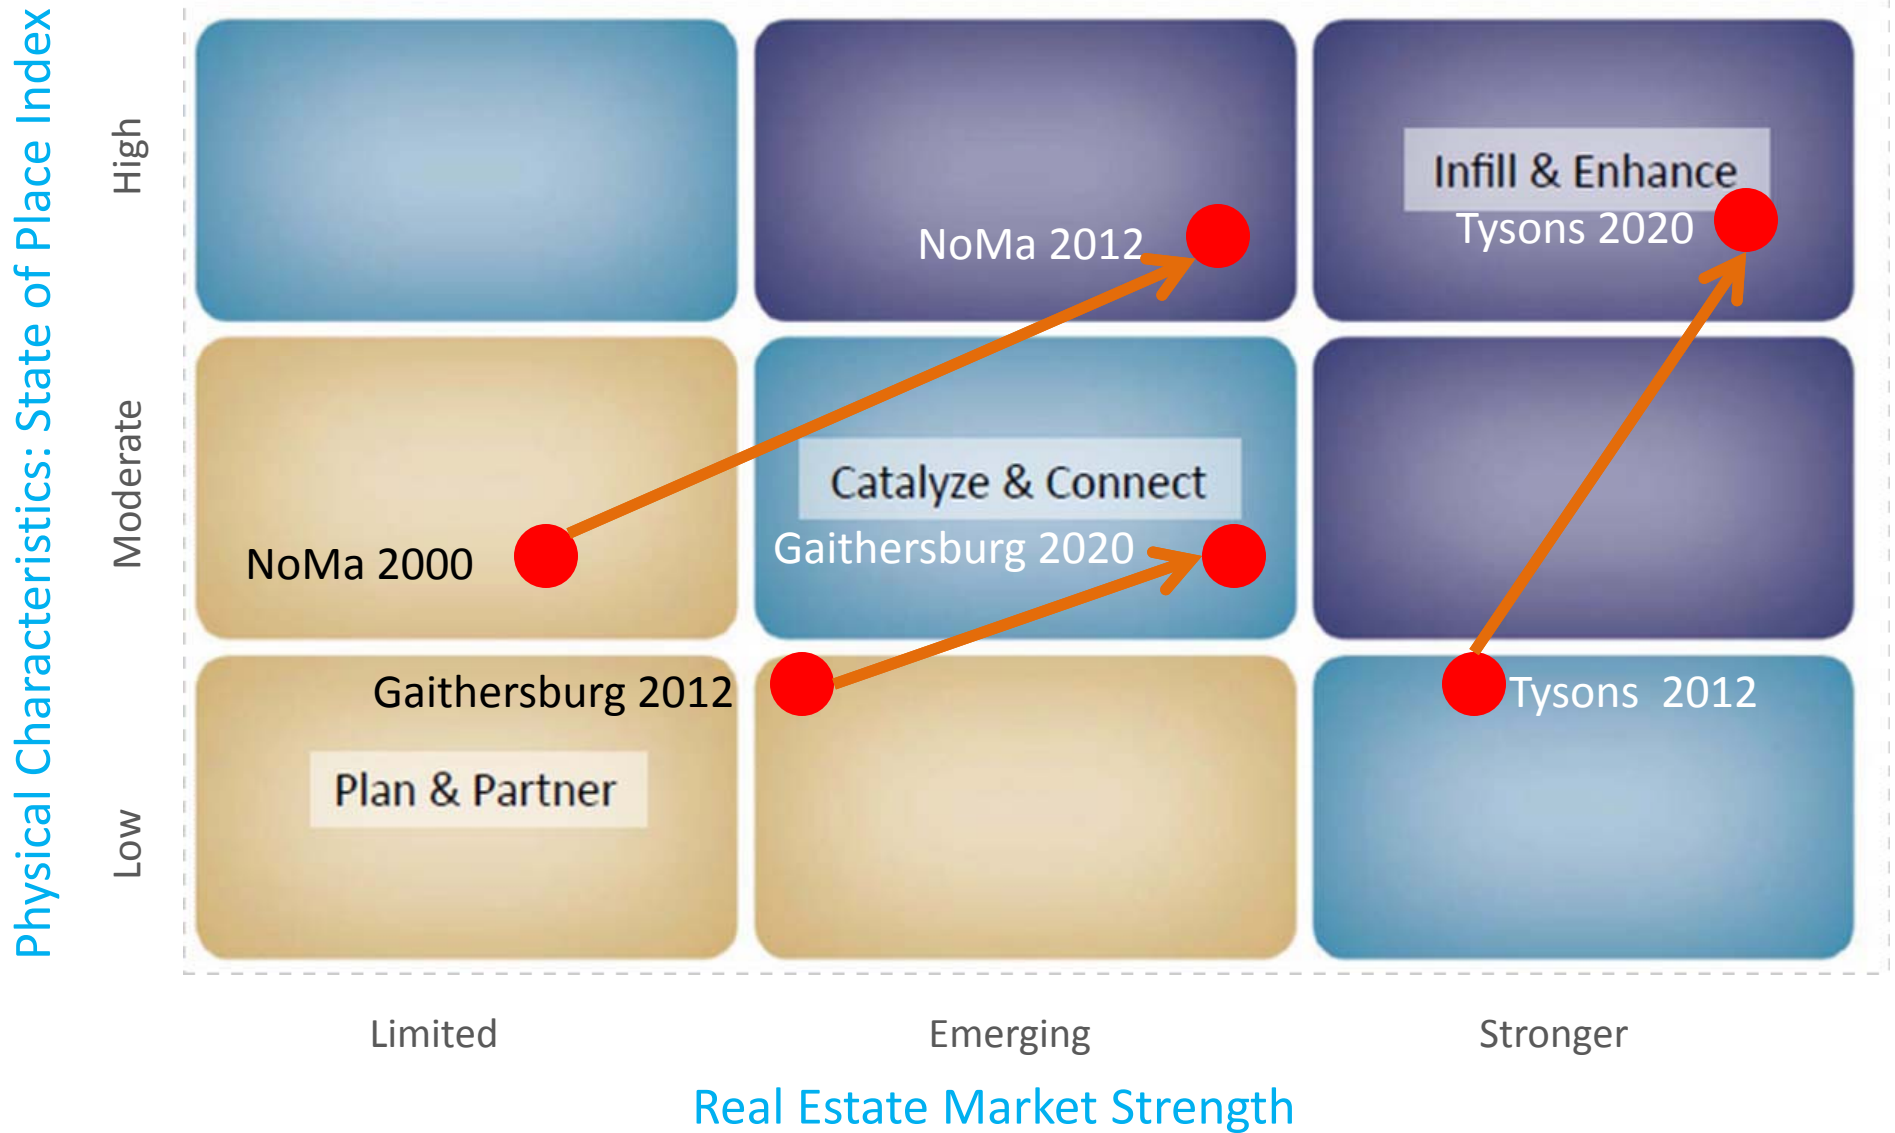 Physical Characteristics: State of Place Index
High
Moderate
Low
Infill & Enhance
Tysons 2020
NoMa 2012
Catalyze & Connect
Gaithersburg 2020
NoMa 2000
Gaithersburg 2012
Tysons  2012
Plan & Partner
Limited
Emerging
Stronger
Real Estate Market Strength